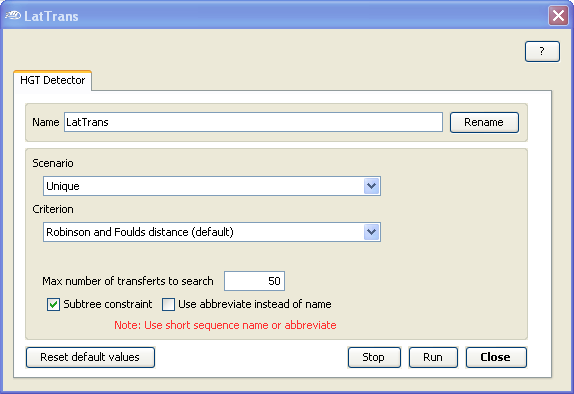 LatTrans
?
HGT Detector
Name LatTrans Rename
Scenario
Unique
Criterion
Robinson and Foulds distance (default)
Max number of transferts to search 50
Subtree constraint Use abbreviate instead of name
Note: Use short sequence name or abbreviate
Reset default values Stop Run Close